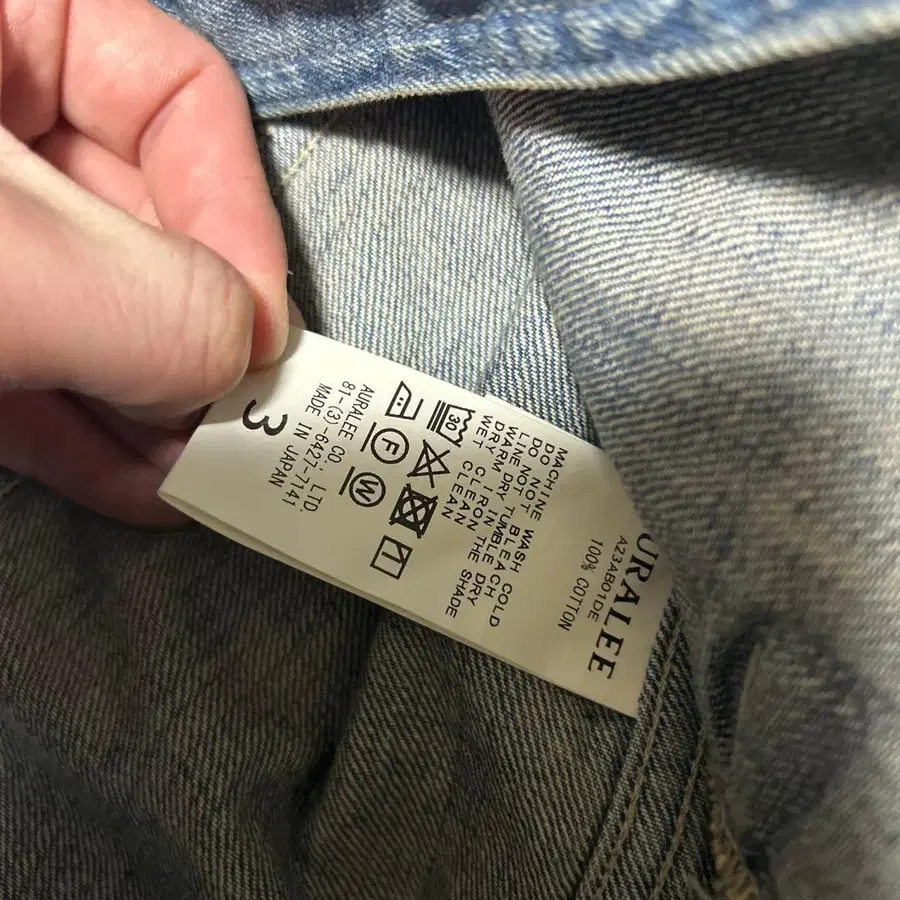 URALEE
A23AB01DE
100% COTTON
MACHINE WASH COLD
DO NOT BLEACH
DO NOT TUMBLE DRY
LINE DRY IN THE SHADE
WARM IRON
DRY CLEAN
WET CLEAN
30
F
W
AURALEE CO., LTD.
81-(3)-6427-7141
MADE IN JAPAN
3